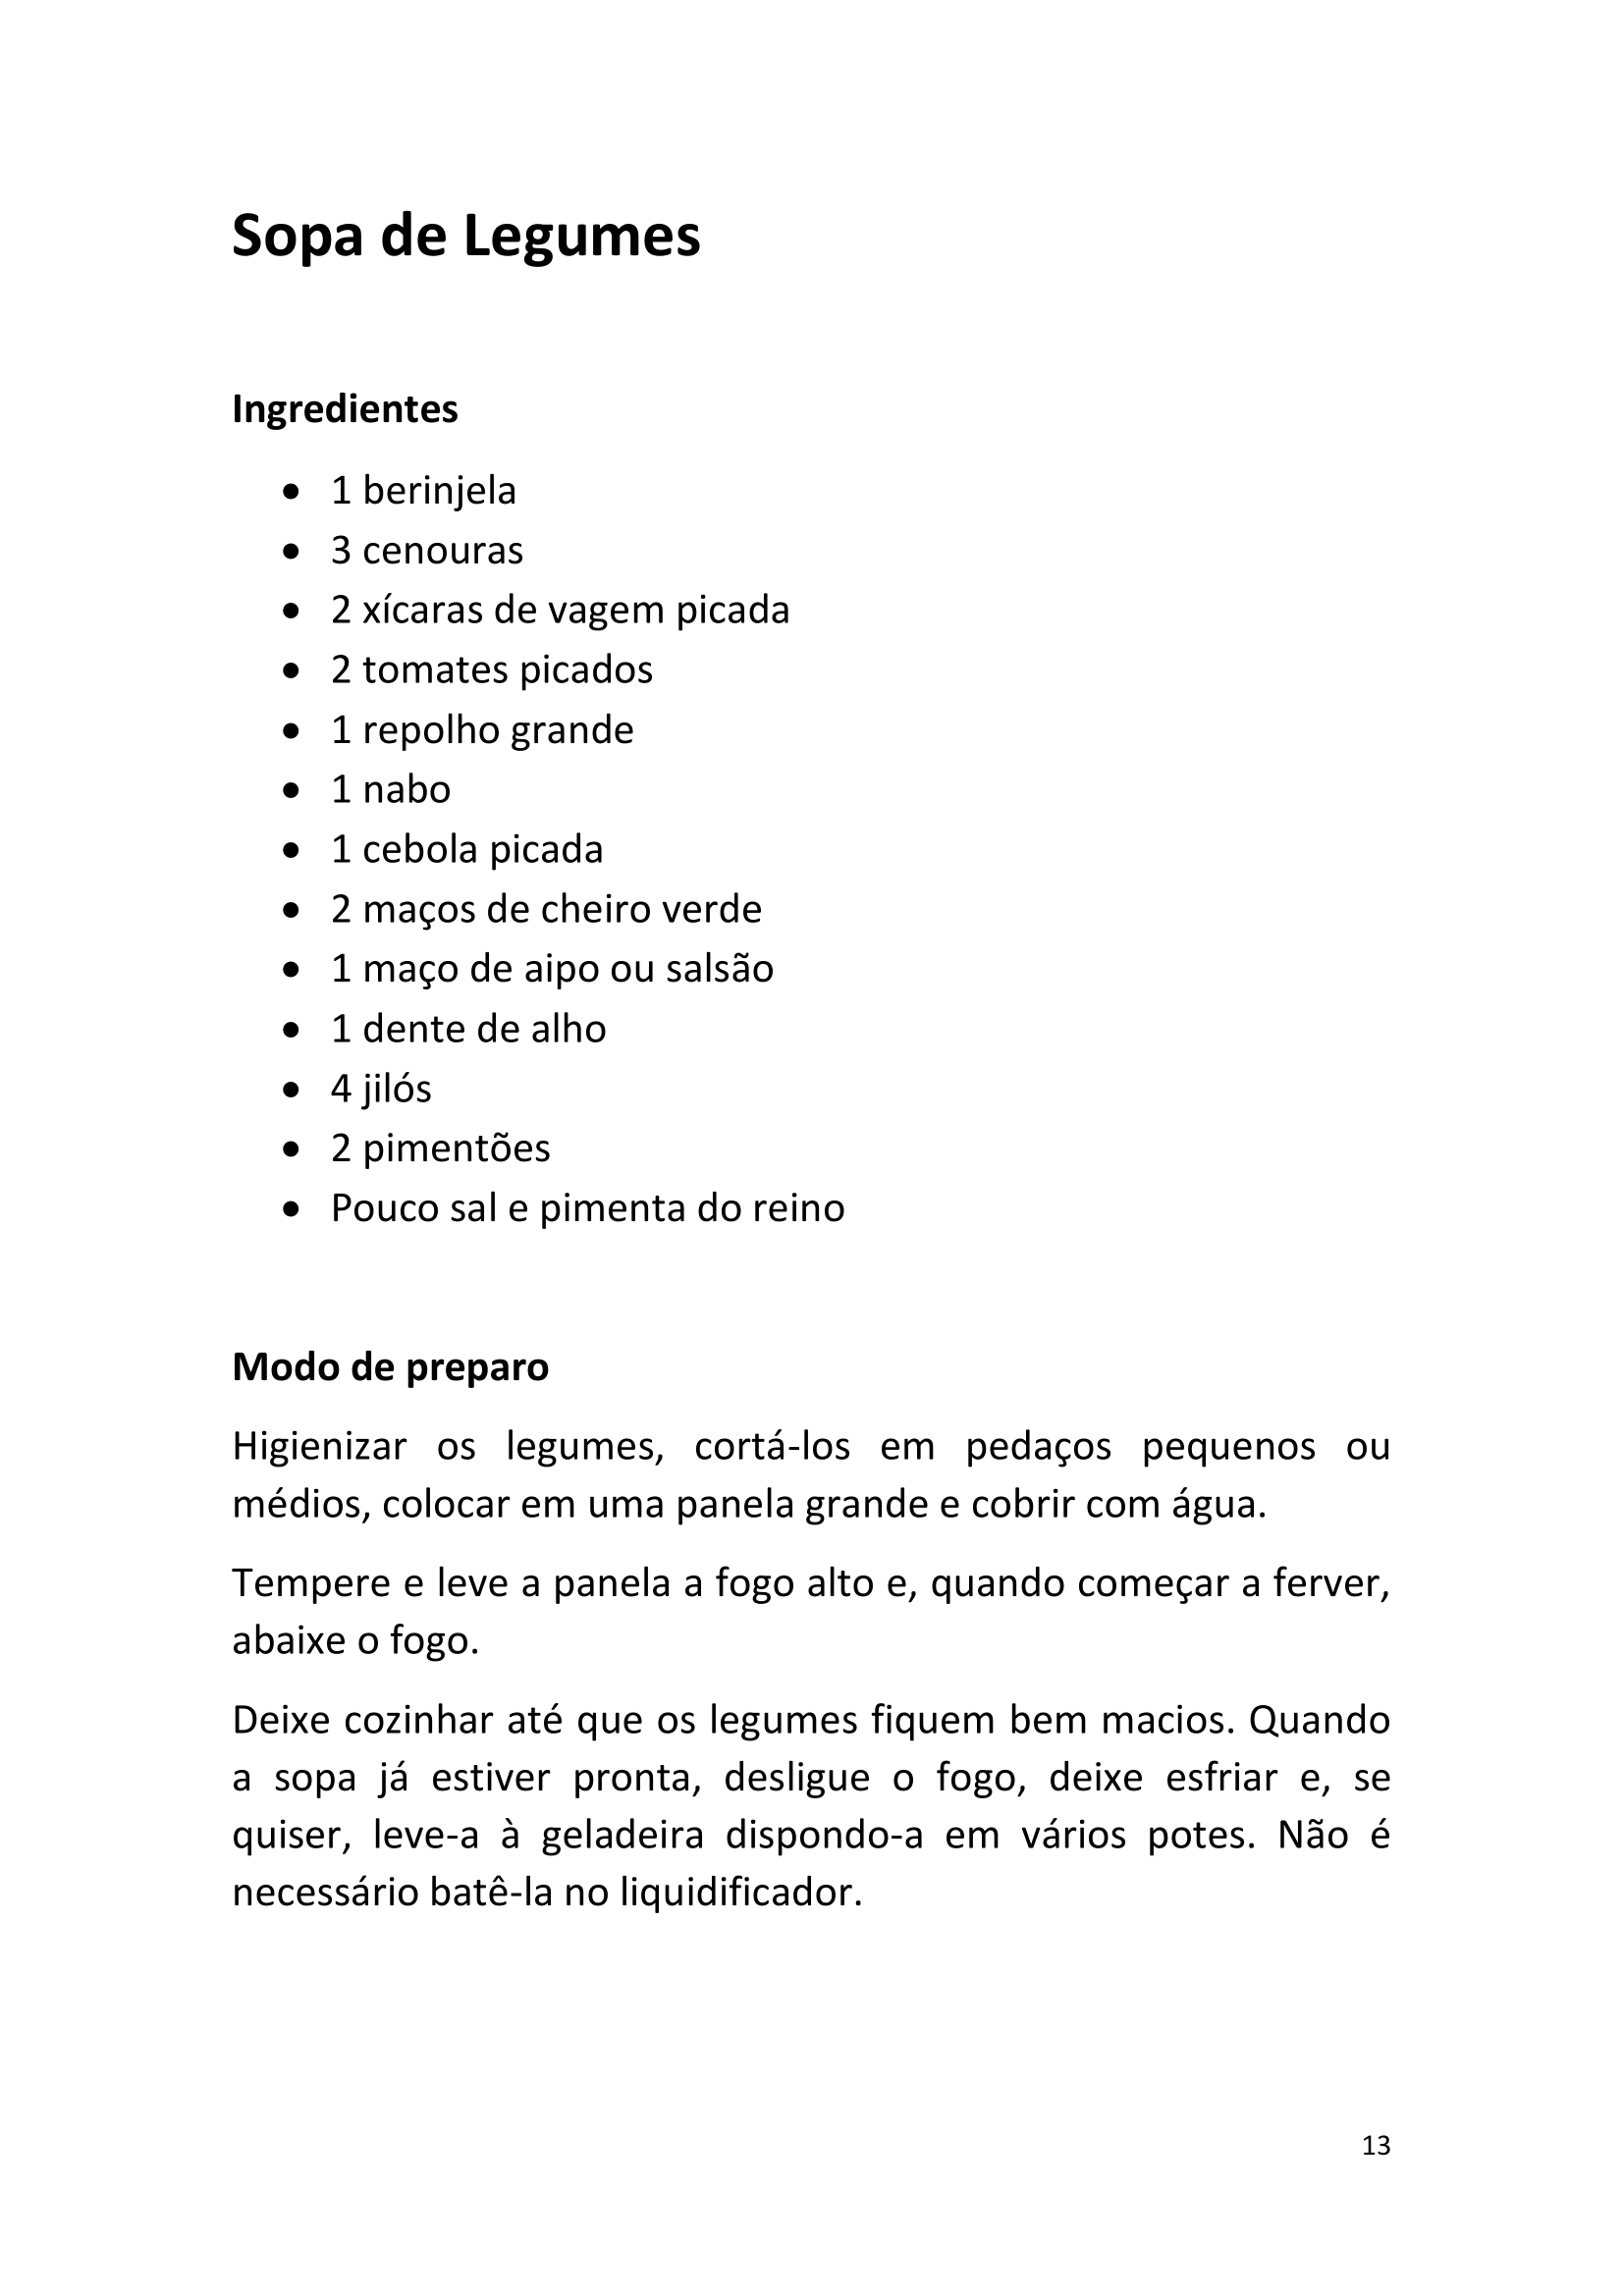 Sopa de Legumes
Ingredientes
• 1 berinjela
• 3 cenouras
• 2 xícaras de vagem picada
• 2 tomates picados
• 1 repolho grande
• 1 nabo
• 1 cebola picada
• 2 maços de cheiro verde
• 1 maço de aipo ou salsão
• 1 dente de alho
• 4 jilós
• 2 pimentões
• Pouco sal e pimenta do reino
Modo de preparo
Higienizar os legumes, cortá-los em pedaços pequenos ou
médios, colocar em uma panela grande e cobrir com água.
Tempere e leve a panela a fogo alto e, quando começar a ferver,
abaixe o fogo.
Deixe cozinhar até que os legumes fiquem bem macios. Quando
a sopa já estiver pronta, desligue o fogo, deixe esfriar e, se
quiser, leve-a à geladeira dispondo-a em vários potes. Não é
necessário batê-la no liquidificador.
13